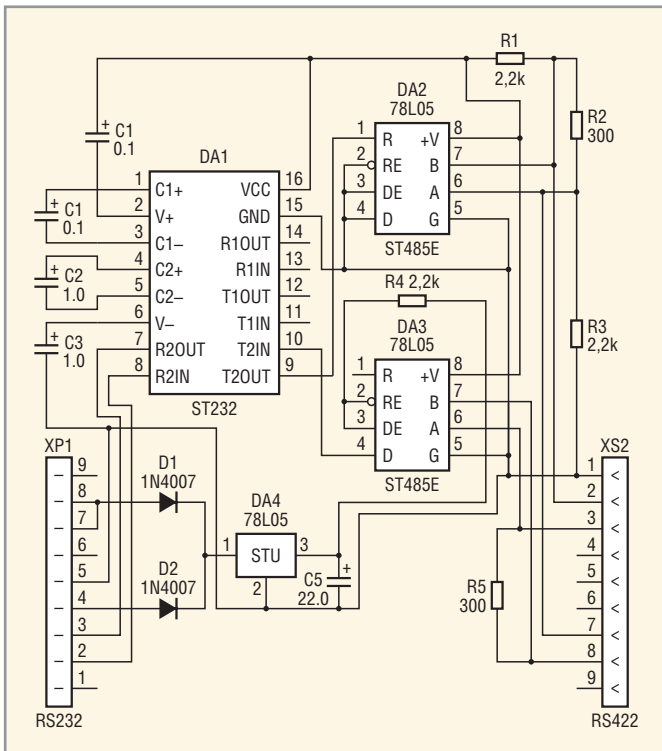 R1
2,2k
R2
300
R3
2,2k
C1
0.1
+
DA1
1 C1+ VCC 16
2 V+ GND 15
3 C1– R1OUT 14
4 C2+ R1IN 13
5 C2– T1OUT 12
6 V– T1IN 11
7 R2OUT T2IN 10
8 R2IN T2OUT 9
ST232
+
C1
0.1
+
C2
1.0
+
C3
1.0
DA2
78L05
1 R +V 8
2 RE B 7
3 DE A 6
4 D G 5
ST485E
R4 2,2k
DA3
78L05
1 R +V 8
2 RE B 7
3 DE A 6
4 D G 5
ST485E
XP1
– 9
– 8
– 7
– 6
– 5
– 4
– 3
– 2
– 1
RS232
D1
1N4007
D2
1N4007
DA4
78L05
1 STU 3
2
+
C5
22.0
R5
300
XS2
1 <
2 <
3 <
4 <
5 <
6 <
7 <
8 <
9 <
RS422